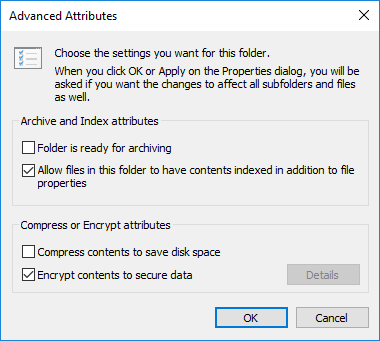 Advanced Attributes
Choose the settings you want for this folder.
When you click OK or Apply on the Properties dialog, you will be
asked if you want the changes to affect all subfolders and files
as well.
Archive and Index attributes
Folder is ready for archiving
Allow files in this folder to have contents indexed in addition to file
properties
Compress or Encrypt attributes
Compress contents to save disk space
Encrypt contents to secure data
Details
OK
Cancel